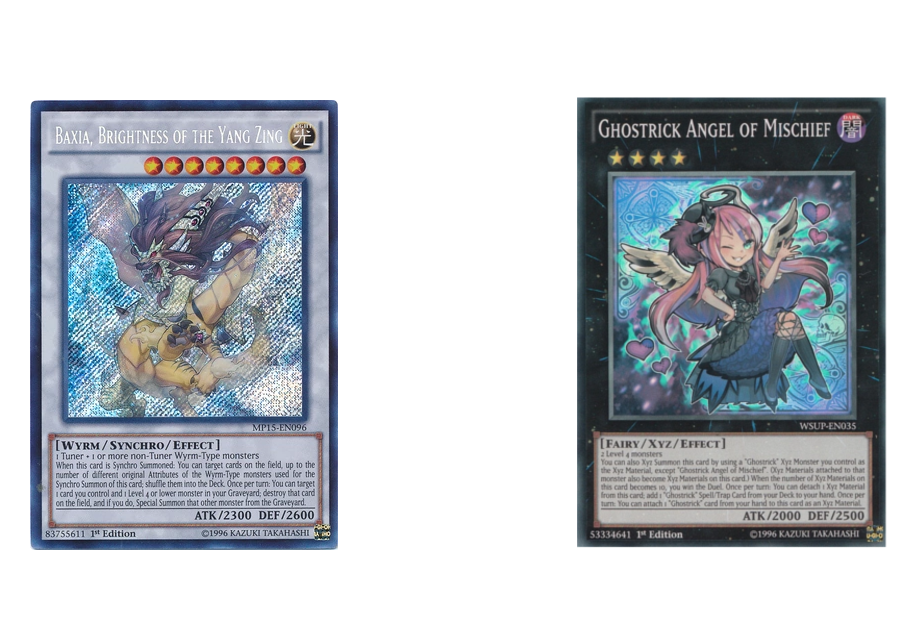 BAXIA, BRIGHTNESS OF THE YANG ZING
LIGHT
光
MP15-EN096
[WYRM/SYNCHRO/EFFECT]
1 Tuner + 1 or more non-Tuner Wyrm-Type monsters
When this card is Synchro Summoned: You can target cards on the field, up to the
number of different original Attributes of the Wyrm-Type monsters used for the
Synchro Summon of this card; shuffle them into the Deck. Once per turn: You can target
1 card you control and 1 Level 4 or lower monster in your Graveyard; destroy that card
on the field, and if you do, Special Summon that other monster from the Graveyard.
ATK/2300 DEF/2600
83755611 1st Edition ©1996 KAZUKI TAKAHASHI
GHOSTRICK ANGEL OF MISCHIEF
DARK
闇
WSUP-EN035
[FAIRY/XYZ/EFFECT]
2 Level 4 monsters
You can also Xyz Summon this card by using a "Ghostrick" Xyz Monster you control as
the Material, except "Ghostrick Angel of Mischief". (Xyz Materials attached to that
monster also become Xyz Materials on this card.) When the number of Xyz Materials on
this card becomes 10, you win the Duel. Once per turn: You can detach 1 Xyz Material
from this card; add 1 "Ghostrick" Spell/Trap Card from your Deck to your hand. Once per
turn: You can attach 1 "Ghostrick" card from your hand to this card as an Xyz Material.
ATK/2000 DEF/2500
53334641 1st Edition ©1996 KAZUKI TAKAHASHI